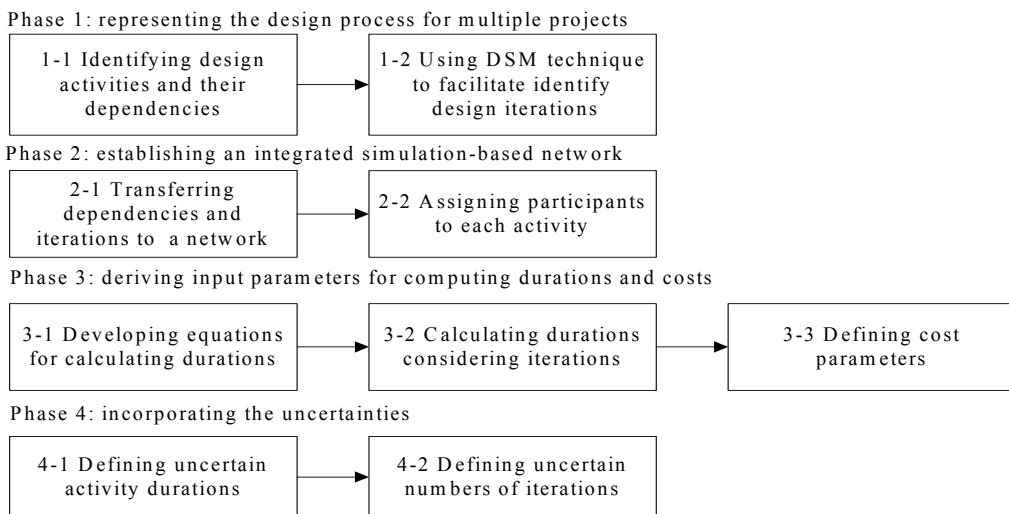 Phase 1: representing the design process for multiple projects
1-1 Identifying design
activities and their
dependencies
1-2 Using DSM technique
to facilitate identify
design iterations
Phase 2: establishing an integrated simulation-based network
2-1 Transferring
dependencies and
iterations to a network
2-2 Assigning participants
to each activity
Phase 3: deriving input parameters for computing durations and costs
3-1 Developing equations
for calculating durations
3-2 Calculating durations
considering iterations
3-3 Defining cost
parameters
Phase 4: incorporating the uncertainties
4-1 Defining uncertain
activity durations
4-2 Defining uncertain
numbers of iterations